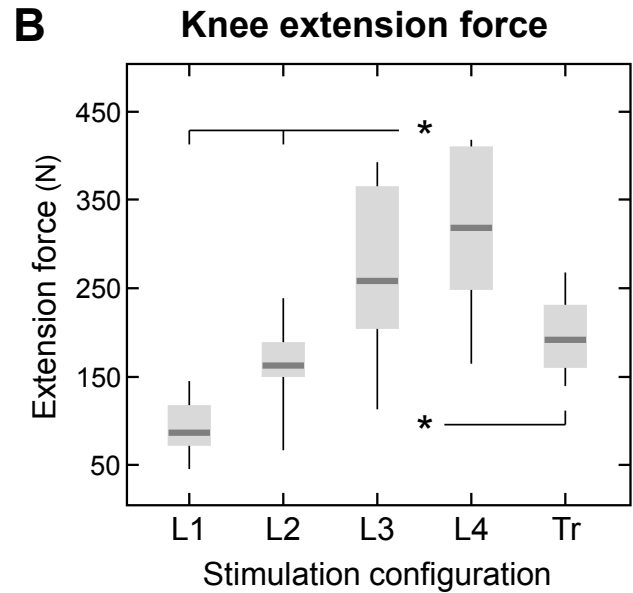 B Knee extension force
Extension force (N)
450
350
250
150
50
*
*
L1 L2 L3 L4 Tr
Stimulation configuration